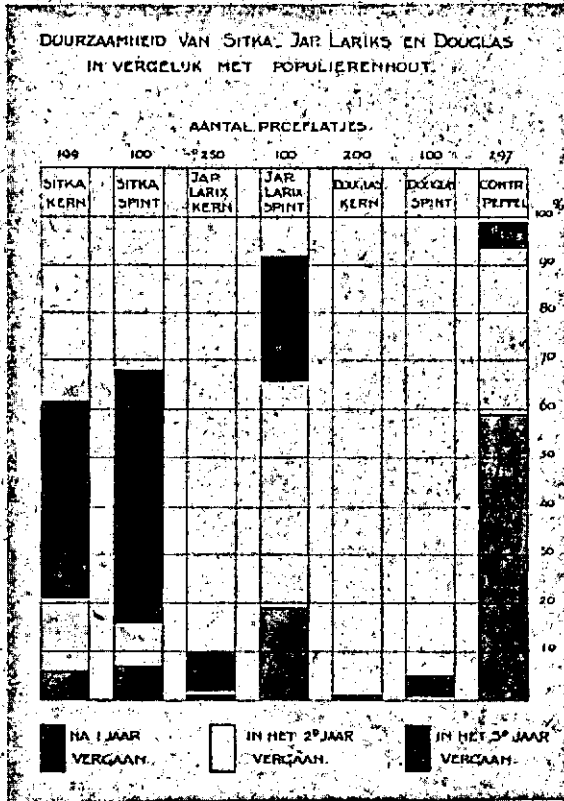 DUURZAAMHEID VAN SITKA, JAP. LARIKS EN DOUGLAS
IN VERGELIJK MET POPULIERENHOUT.
AANTAL PROEFLATJES.
199 100 250 100 200 100 297
SITKA KERN
SITKA SPINT
JAP. LARIX KERN
JAP. LARIX SPINT
DOUGLAS KERN
DOUGLAS SPINT
CONTR. PEPPEL
100 %
90
80
70
60
50
40
30
20
10
NA 1 JAAR
VERGAAN.
IN HET 2E JAAR
VERGAAN.
IN HET 3E JAAR
VERGAAN.